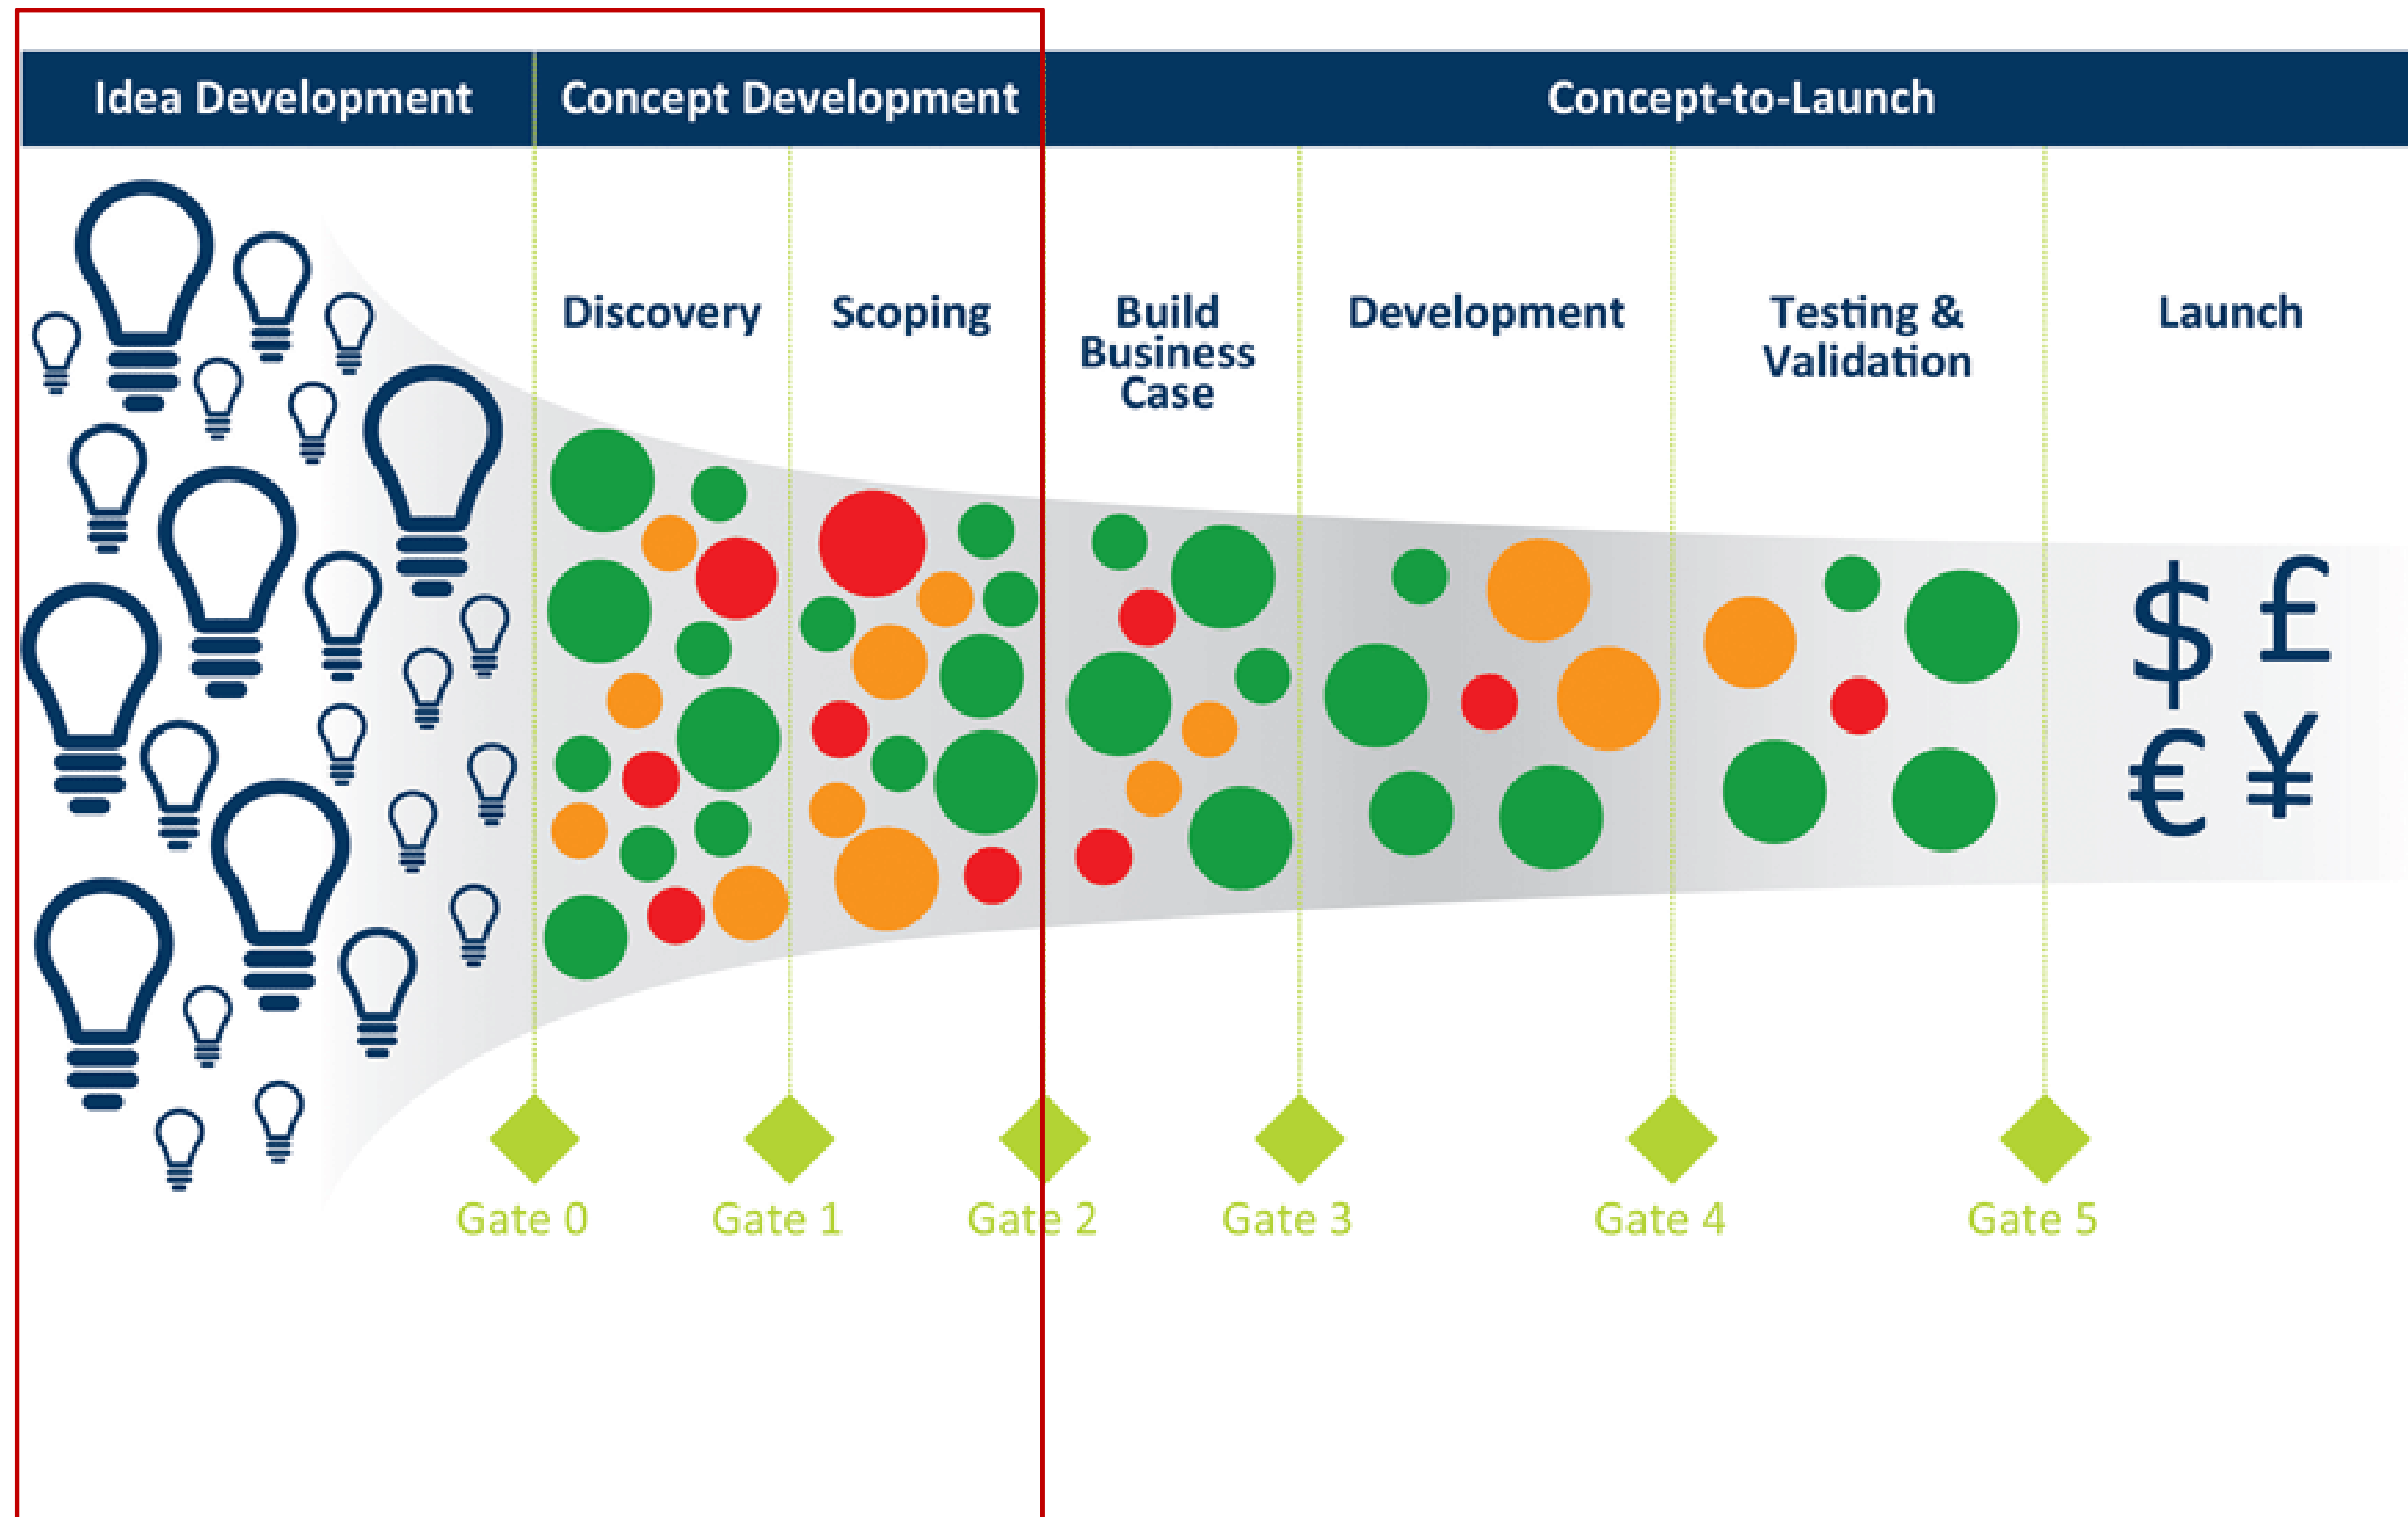 Idea Development
Concept Development
Concept-to-Launch
Discovery
Scoping
Build
Business
Case
Development
Testing &
Validation
Launch
$ £
€ ¥
Gate 0
Gate 1
Gate 2
Gate 3
Gate 4
Gate 5